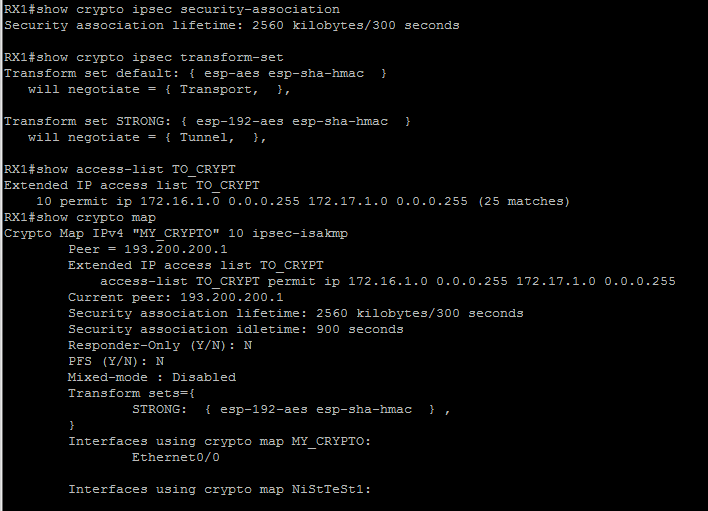 RX1#show crypto ipsec security-association
Security association lifetime: 2560 kilobytes/300 seconds
RX1#show crypto ipsec transform-set
Transform set default: { esp-aes esp-sha-hmac  }
   will negotiate = { Transport,  },
Transform set STRONG: { esp-192-aes esp-sha-hmac  }
   will negotiate = { Tunnel,  },
RX1#show access-list TO_CRYPT
Extended IP access list TO_CRYPT
    10 permit ip 172.16.1.0 0.0.0.255 172.17.1.0 0.0.0.255 (25 matches)
RX1#show crypto map
Crypto Map IPv4 "MY_CRYPTO" 10 ipsec-isakmp
        Peer = 193.200.200.1
        Extended IP access list TO_CRYPT
            access-list TO_CRYPT permit ip 172.16.1.0 0.0.0.255 172.17.1.0 0.0.0.255
        Current peer: 193.200.200.1
        Security association lifetime: 2560 kilobytes/300 seconds
        Security association idletime: 900 seconds
        Responder-Only (Y/N): N
        PFS (Y/N): N
        Mixed-mode : Disabled
        Transform sets={
                STRONG:  { esp-192-aes esp-sha-hmac  } ,
        }
        Interfaces using crypto map MY_CRYPTO:
                Ethernet0/0
        Interfaces using crypto map NiStTeSt1: